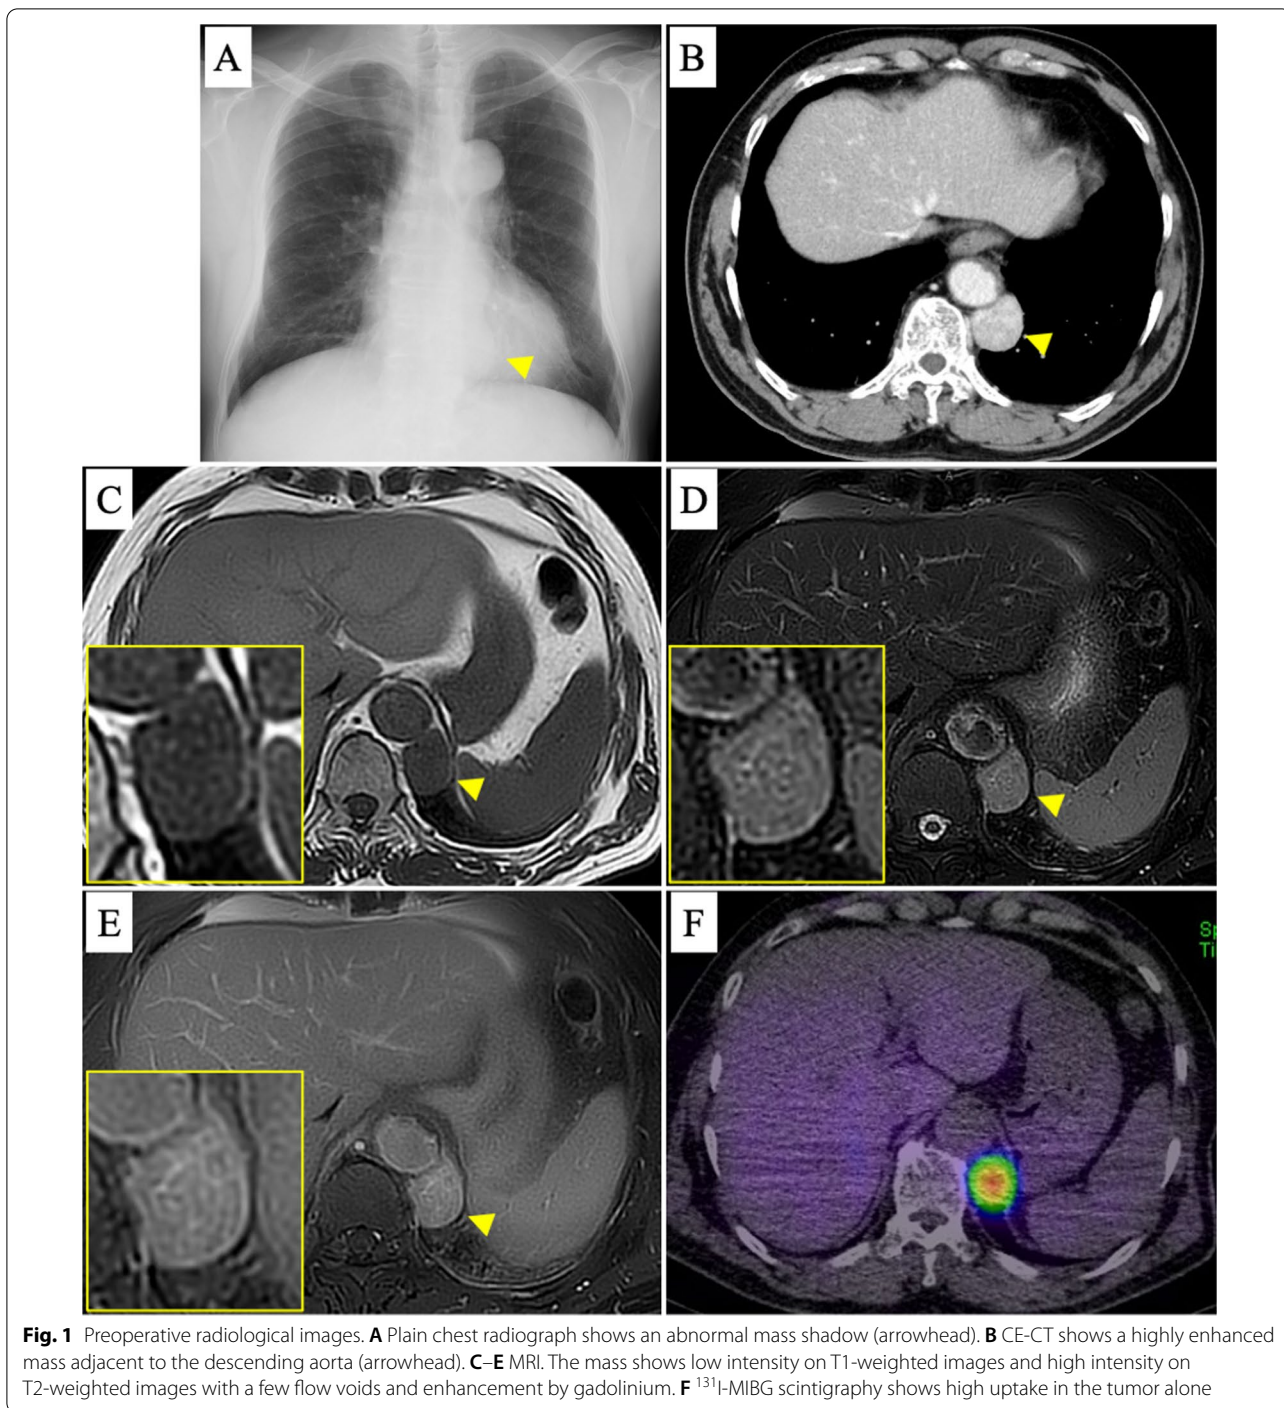 A
B
C
D
A
E
F
Sp
Ti
Fig. 1 Preoperative radiological images. A Plain chest radiograph shows an abnormal mass shadow (arrowhead). B CE-CT shows a highly enhanced
mass adjacent to the descending aorta (arrowhead). C–E MRI. The mass shows low intensity on T1-weighted images and high intensity on
T2-weighted images with a few flow voids and enhancement by gadolinium. F ¹³¹I-MIBG scintigraphy shows high uptake in the tumor alone